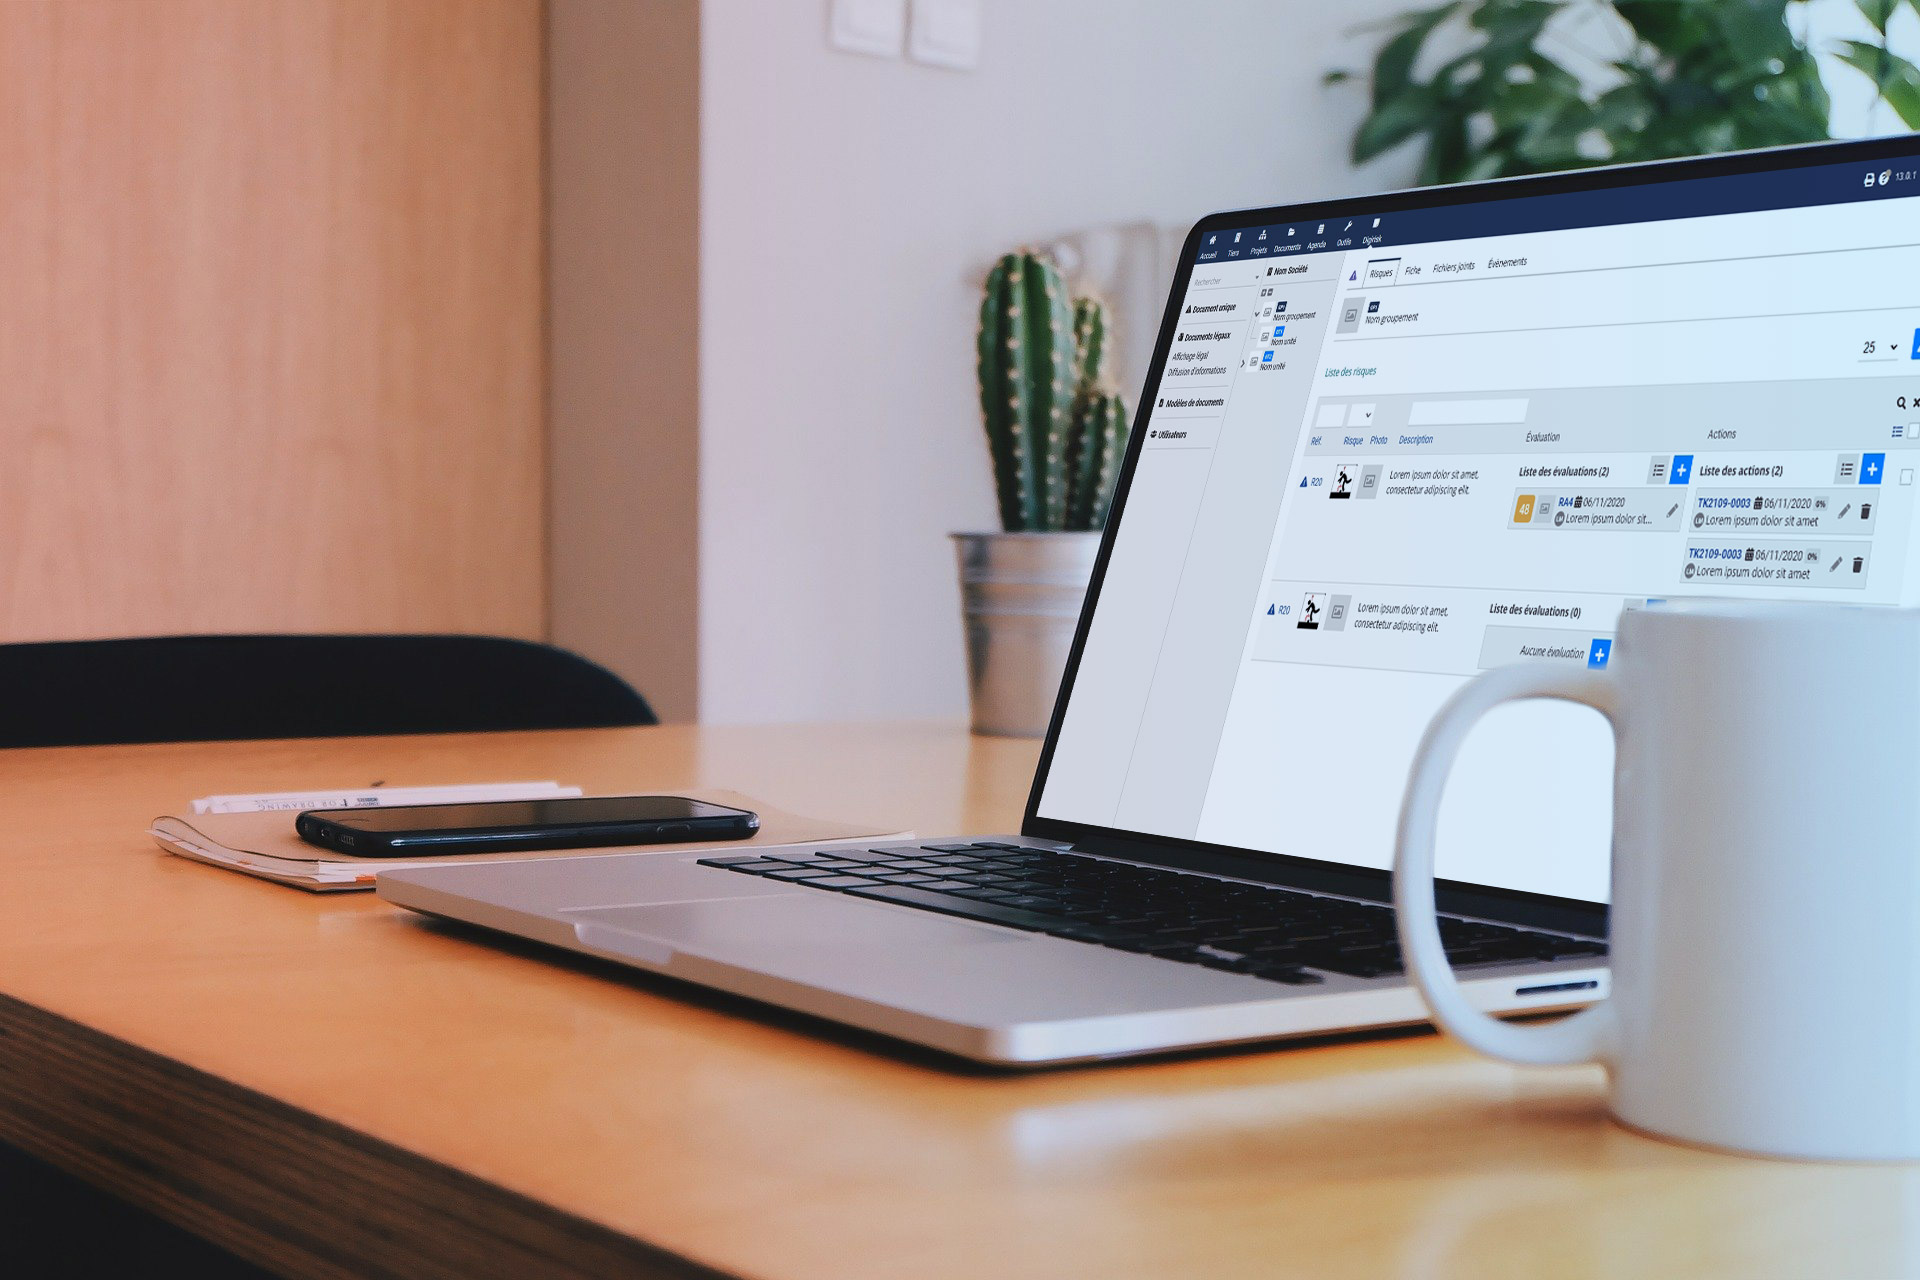 13.0.1
Accueil Tiers Projets Documents Agenda Outils Digirisk
Rechercher
Document unique
Documents légaux
Affichage légal
Diffusion d'informations
Modèles de documents
Utilisateurs
Nom Société
GP1
Nom groupement
UT1
Nom unité
UT2
Nom unité
Risques Fiche Fichiers joints Événements
GP1
Nom groupement
25
Liste des risques
Réf. Risque Photo Description Évaluation Actions
R20
Lorem ipsum dolor sit amet,
consectetur adipiscing elit.
Liste des évaluations (2)
48 RA4 06/11/2020
LM Lorem ipsum dolor sit...
Liste des actions (2)
TK2109-0003 06/11/2020 0%
LM Lorem ipsum dolor sit amet
TK2109-0003 06/11/2020 0%
LM Lorem ipsum dolor sit amet
R20
Lorem ipsum dolor sit amet,
consectetur adipiscing elit.
Liste des évaluations (0)
Aucune évaluation
FOR DRAWING